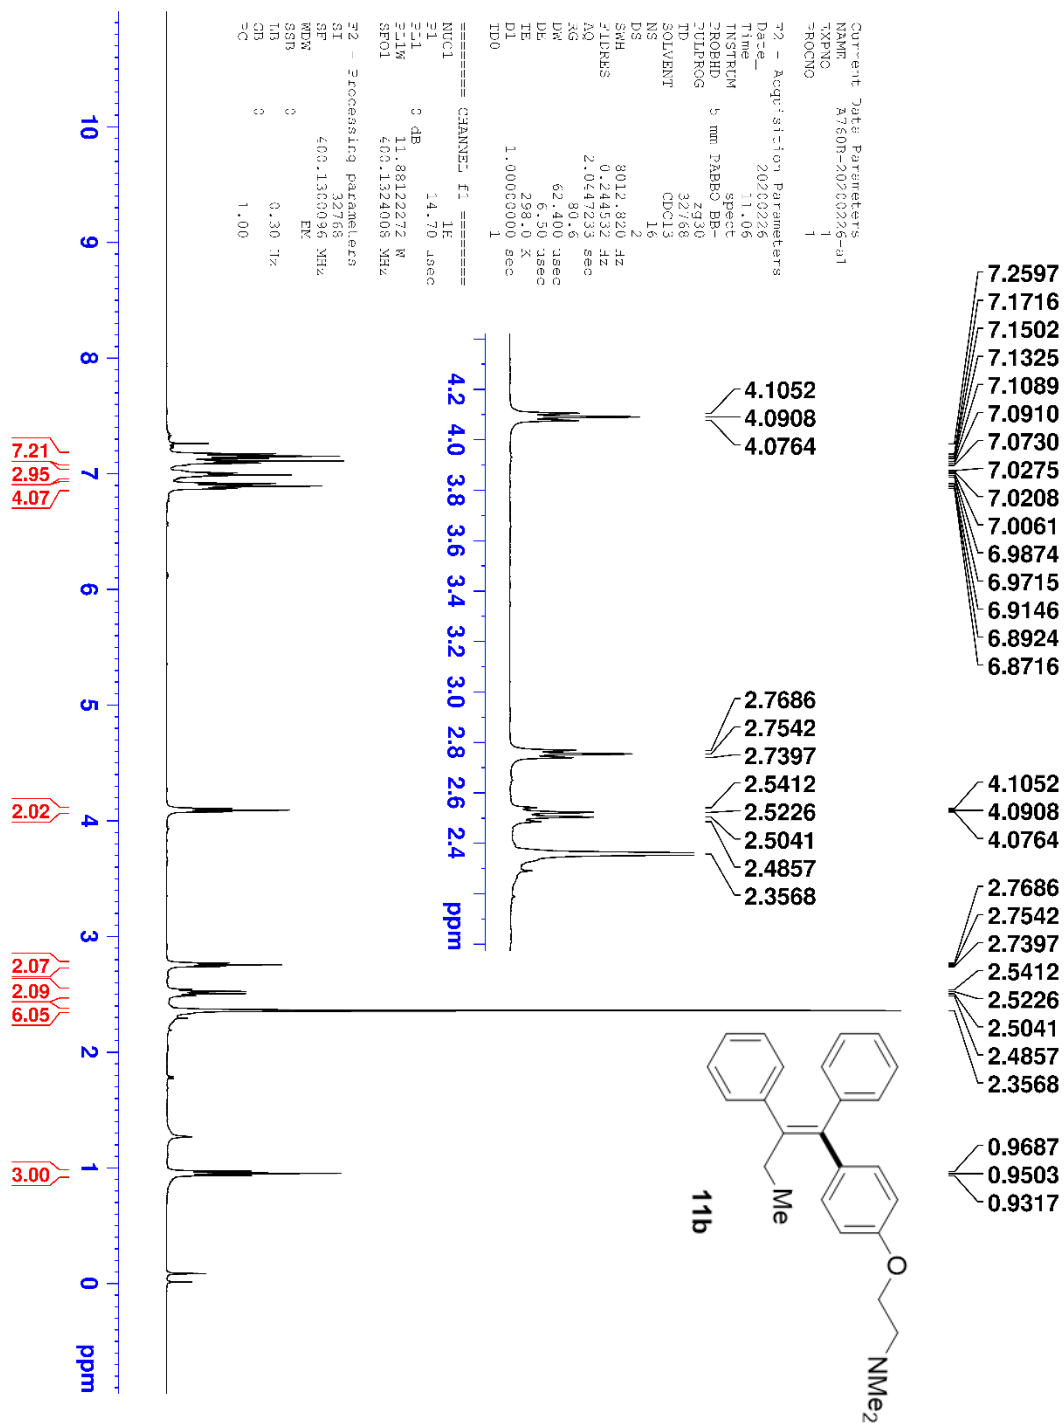 Current Data Parameters
NAME A760B-20200226-a1
EXPNO 1
PROCNO 1
F2 - Acquisition Parameters
Date_ 20200226
Time 11.06
INSTRUM spect
PROBHD 5 mm PABBO BB-
PULPROG zg30
TD 32768
SOLVENT CDCl3
NS 16
DS 2
SWH 8012.820 Hz
FIDRES 0.244532 Hz
AQ 2.0447233 sec
RG 80.6
DW 62.400 usec
DE 6.50 usec
TE 298.0 K
D1 1.00000000 sec
TD0 1
======== CHANNEL f1 ========
NUC1 1H
P1 14.70 usec
PL1 0 dB
PL1W 11.88122272 W
SFO1 400.1324008 MHz
F2 - Processing parameters
SI 32768
SF 400.1300096 MHz
WDW EM
SSB 0
LB 0.30 Hz
GB 0
PC 1.00
7.2597
7.1716
7.1502
7.1325
7.1089
7.0910
7.0730
7.0275
7.0208
7.0061
6.9874
6.9715
6.9146
6.8924
6.8716
4.1052
4.0908
4.0764
2.7686
2.7542
2.7397
2.5412
2.5226
2.5041
2.4857
2.3568
0.9687
0.9503
0.9317
4.1052
4.0908
4.0764
2.7686
2.7542
2.7397
2.5412
2.5226
2.5041
2.4857
2.3568
4.2 4.0 3.8 3.6 3.4 3.2 3.0 2.8 2.6 2.4 ppm
Me
O
NMe2
11b
10 9 8 7 6 5 4 3 2 1 0 ppm
7.21
2.95
4.07
2.02
2.07
2.09
6.05
3.00